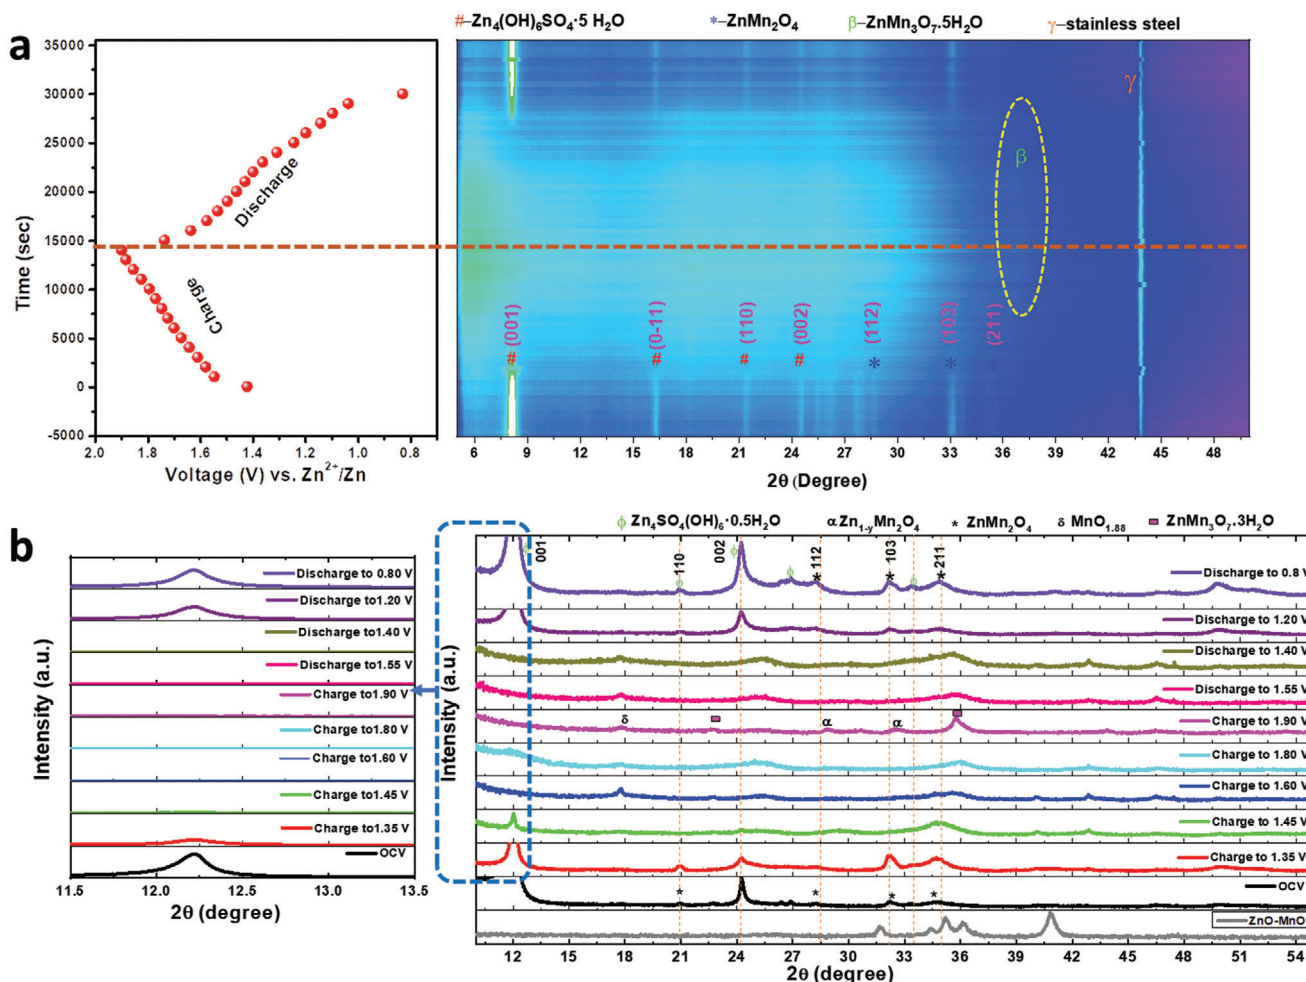 a
#–Zn4(OH)6SO4·5 H2O
*–ZnMn2O4
β–ZnMn3O7.5H2O
γ–stainless steel
35000
30000
25000
20000
15000
10000
5000
0
-5000
Time (sec)
Discharge
Charge
2.0 1.8 1.6 1.4 1.2 1.0 0.8
Voltage (V) vs. Zn2+/Zn
γ
β
# (001)
# (0-11)
# (110)
# (002)
* (112)
* (103)
* (211)
6 9 12 15 18 21 24 27 30 33 36 39 42 45 48
2θ (Degree)
b
Intensity (a.u.)
Discharge to 0.80 V
Discharge to1.20 V
Discharge to1.40 V
Discharge to1.55 V
Charge to1.90 V
Charge to1.80 V
Charge to1.60 V
Charge to1.45 V
Charge to1.35 V
OCV
11.5 12.0 12.5 13.0 13.5
2θ (degree)
ϕ Zn4SO4(OH)6·0.5H2O
αZn1-yMn2O4
* ZnMn2O4
δ MnO1.88
ZnMn3O7.3H2O
Intensity (a.u.)
ϕ 001
ϕ 110
002 ϕ
ϕ
* 112
* 103
ϕ
* 211
Discharge to 0.8 V
Discharge to 1.20 V
Discharge to 1.40 V
Discharge to 1.55 V
δ α α
Charge to 1.90 V
Charge to 1.80 V
Charge to 1.60 V
Charge to 1.45 V
Charge to 1.35 V
* * * *
OCV
ZnO-MnO
12 15 18 21 24 27 30 33 36 39 42 45 48 51 54
2θ (degree)